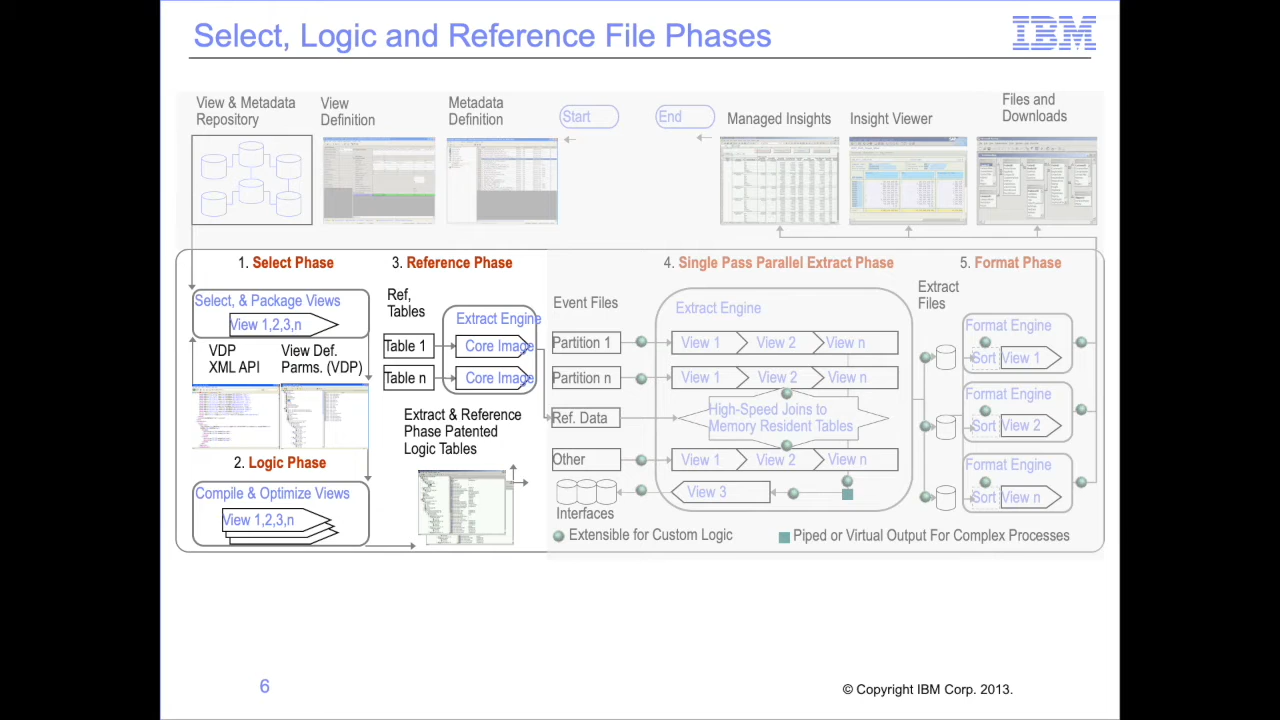 Select, Logic and Reference File Phases
IBM
View & Metadata
Repository
View
Definition
Metadata
Definition
Start
End
Managed Insights
Insight Viewer
Files and
Downloads
1. Select Phase
3. Reference Phase
4. Single Pass Parallel Extract Phase
5. Format Phase
Select, & Package Views
View 1,2,3,n
VDP
XML API
View Def.
Parms. (VDP)
2. Logic Phase
Compile & Optimize Views
View 1,2,3,n
Ref,
Tables
Extract Engine
Table 1
Core Image
Table n
Core Image
Extract & Reference
Phase Patented
Logic Tables
Event Files
Extract Engine
Partition 1
View 1
View 2
View n
Partition n
View 1
View 2
View n
Ref. Data
High-Speed Joins to
Memory Resident Tables
Other
View 1
View 2
View n
View 3
Interfaces
Extract
Files
Format Engine
Sort
View 1
Format Engine
Sort
View 2
Format Engine
Sort
View n
Extensible for Custom Logic
Piped or Virtual Output For Complex Processes
6
© Copyright IBM Corp. 2013.